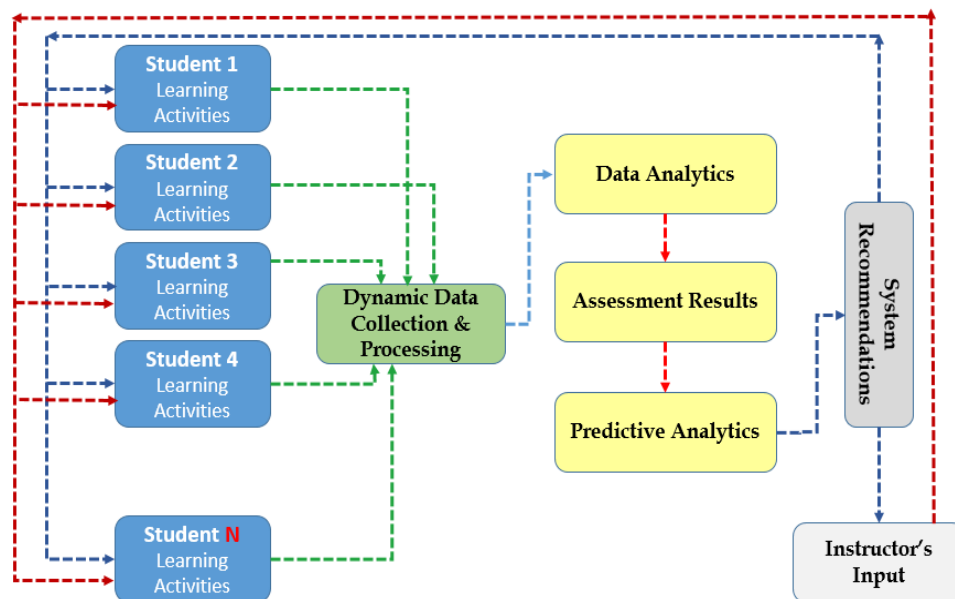 Student 1
Learning
Activities
Student 2
Learning
Activities
Student 3
Learning
Activities
Student 4
Learning
Activities
Student N
Learning
Activities
Dynamic Data
Collection &
Processing
Data Analytics
Assessment Results
Predictive Analytics
System
Recommendations
Instructor's
Input